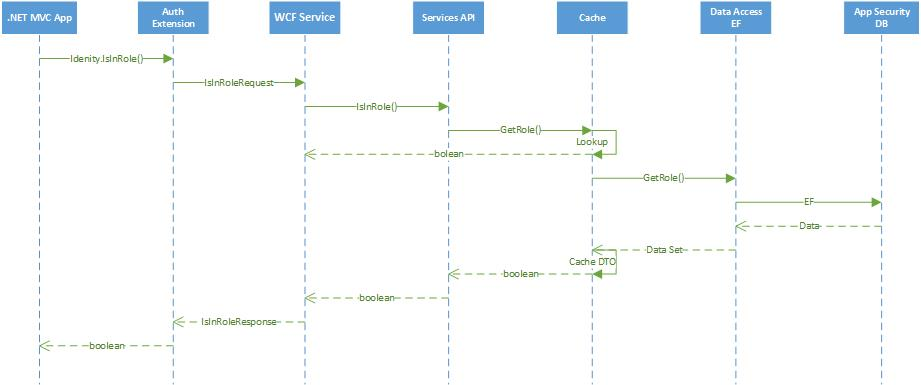 .NET MVC App
Auth
Extension
WCF Service
Services API
Cache
Data Access
EF
App Security
DB
Idenity.IsInRole()
IsInRoleRequest
IsInRole()
GetRole()
Lookup
bolean
GetRole()
EF
Data
Data Set
Cache DTO
boolean
boolean
IsInRoleResponse
boolean